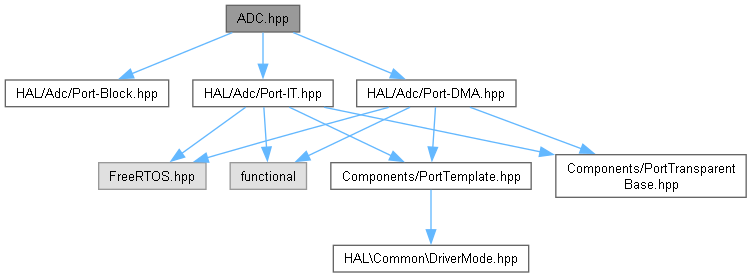 ADC.hpp
HAL/Adc/Port-Block.hpp
HAL/Adc/Port-IT.hpp
HAL/Adc/Port-DMA.hpp
FreeRTOS.hpp
functional
Components/PortTemplate.hpp
Components/PortTransparent
Base.hpp
HAL\Common\DriverMode.hpp